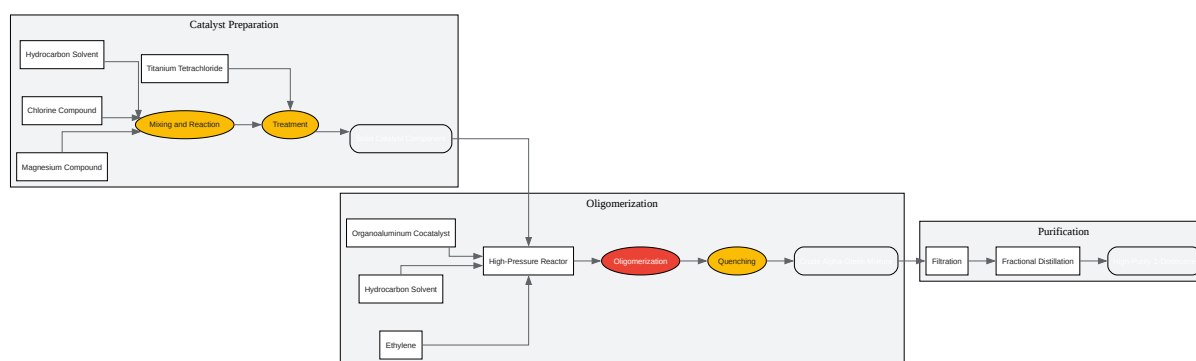 Catalyst Preparation
Hydrocarbon Solvent
Titanium Tetrachloride
Chlorine Compound
Mixing and Reaction
Treatment
Magnesium Compound
Oligomerization
Organoaluminum Cocatalyst
High-Pressure Reactor
Oligomerization
Quenching
Hydrocarbon Solvent
Ethylene
Purification
Filtration
Fractional Distillation